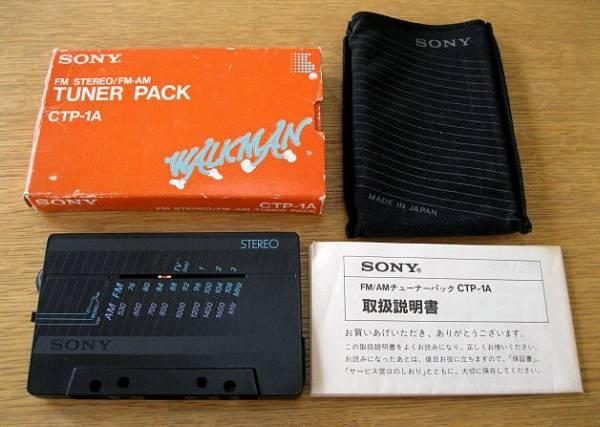 SONY
FM STEREO/FM-AM
TUNER PACK
CTP-1A
WALKMAN
SONY
CTP-1A
FM STEREO/FM-AM TUNER PACK
SONY
MADE IN JAPAN
STEREO
FM 76 80 84 88 92 96 104 108 MHz
TV 1 2 3
AM 530 600 700 800 1000 1200 1400 1600 kHz
SONY
SONY®
FM/AMチューナーパック CTP-1A
取扱説明書
お買いあげいただき、ありがとうございます。
この取扱説明書をよくお読みになり、正しくお使いください。
お読みになったあとは、後日お役に立ちますので、「保証書」、
「サービス窓口のしおり」とともに、大切に保存してください。